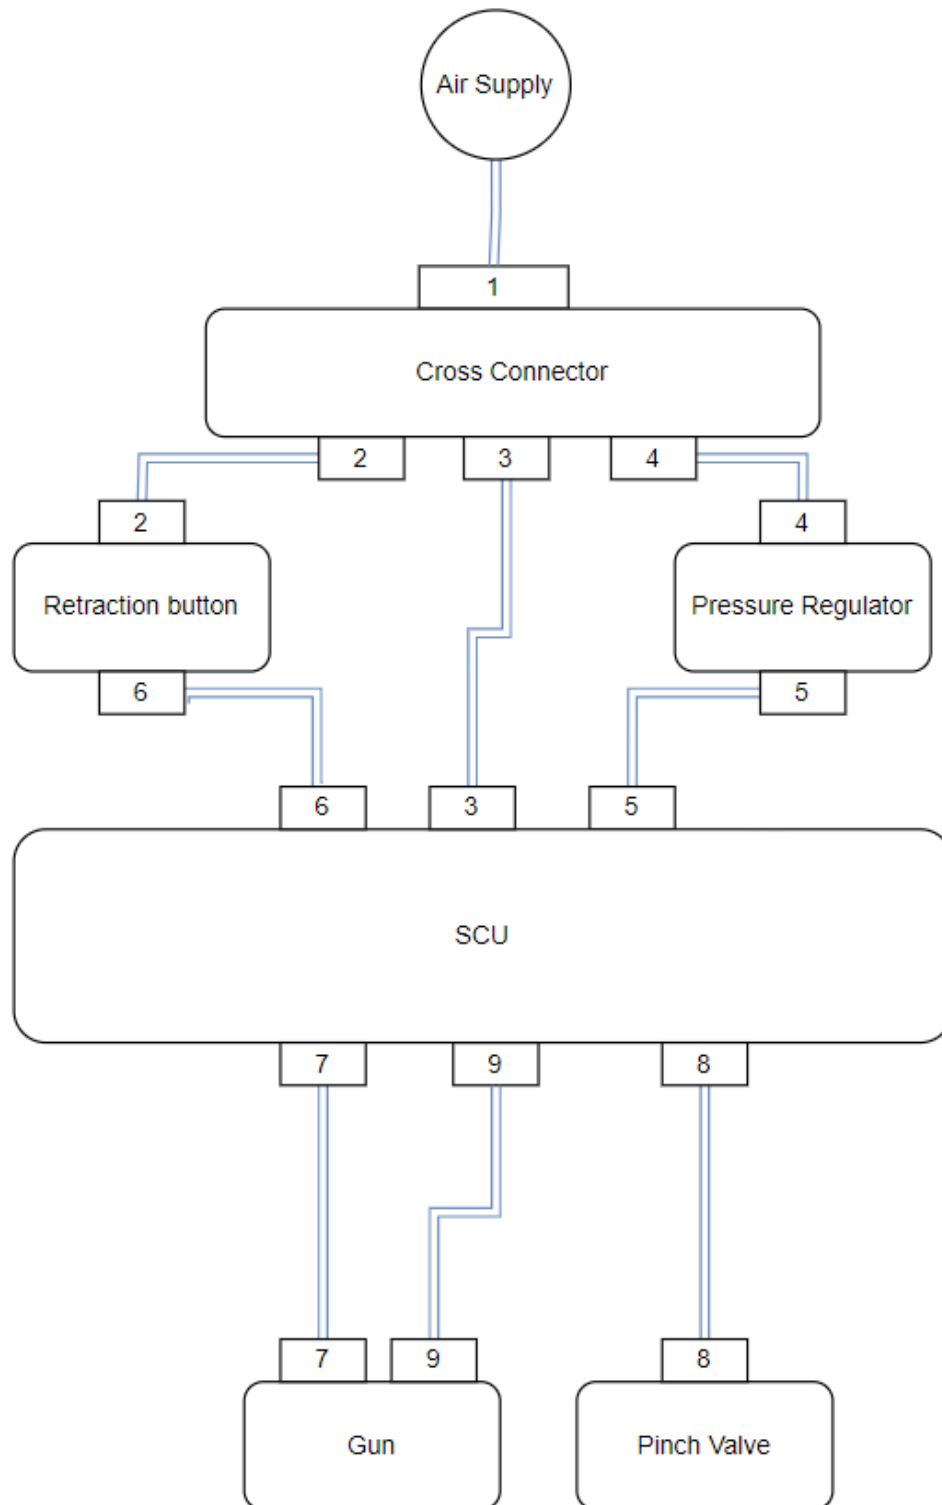 Air Supply
1
Cross Connector
2
3
4
2
4
Retraction button
Pressure Regulator
6
5
6
3
5
SCU
7
9
8
7
9
8
Gun
Pinch Valve